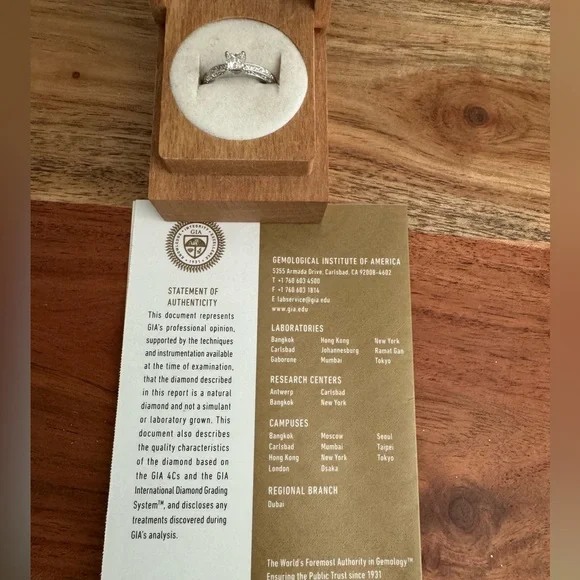 GIA
STATEMENT OF
AUTHENTICITY
This document represents
GIA's professional opinion,
supported by the techniques
and instrumentation available
at the time of examination,
that the diamond described
in this report is a natural
diamond and not a simulant
or laboratory grown. This
document also describes
the quality characteristics
of the diamond based on
the GIA 4Cs and the GIA
International Diamond Grading
System™, and discloses any
treatments discovered during
GIA's analysis.
GEMOLOGICAL INSTITUTE OF AMERICA
5355 Armada Drive, Carlsbad, CA 92008-4602
T +1 760 603 4500
F +1 760 603 1814
E labservice@gia.edu
www.gia.edu
LABORATORIES
Bangkok Hong Kong New York
Carlsbad Johannesburg Ramat Gan
Gaborone Mumbai Tokyo
RESEARCH CENTERS
Antwerp Carlsbad
Bangkok New York
CAMPUSES
Bangkok Moscow Seoul
Carlsbad Mumbai Taipei
Hong Kong New York Tokyo
London Osaka
REGIONAL BRANCH
Dubai
The World's Foremost Authority in Gemology™
Ensuring the Public Trust since 1931